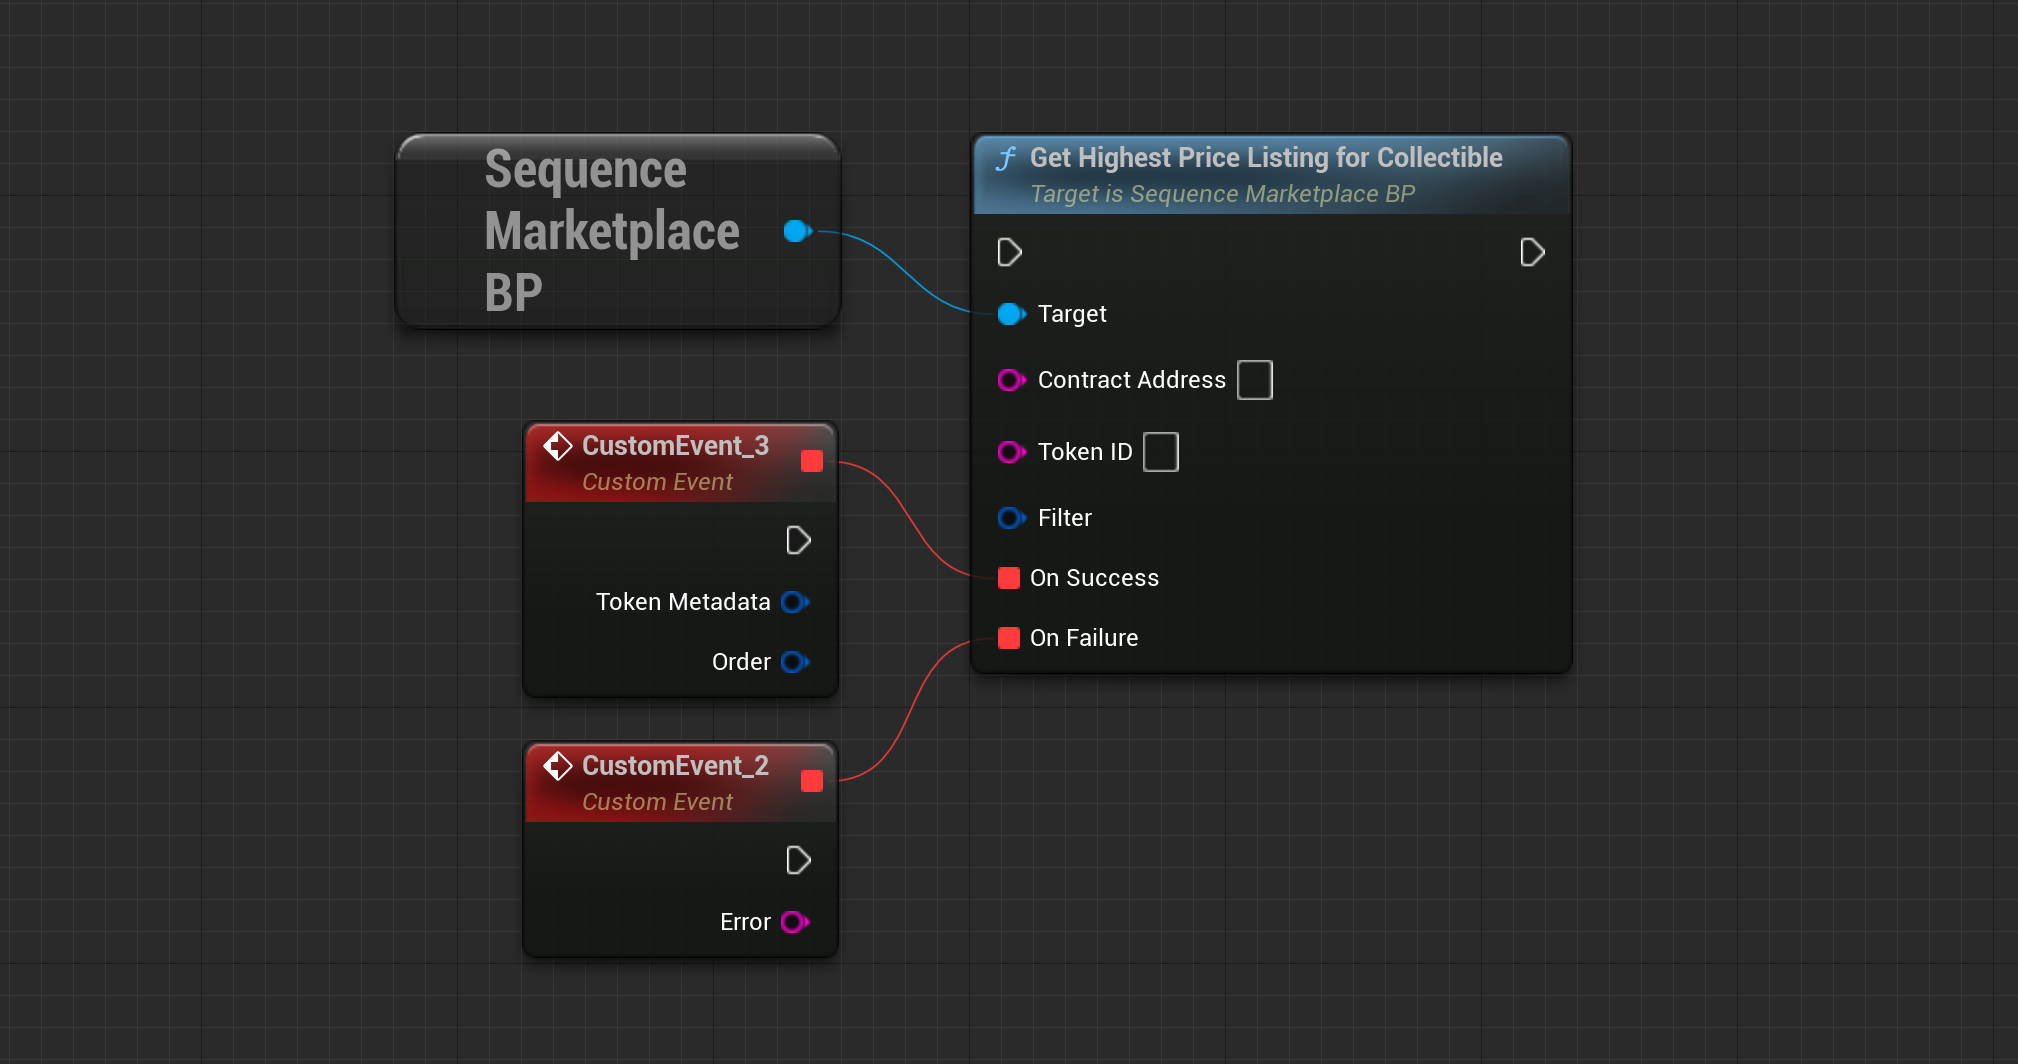 Sequence
Marketplace
BP
Get Highest Price Listing for Collectible
Target is Sequence Marketplace BP
Target
Contract Address
Token ID
Filter
On Success
On Failure
CustomEvent_3
Custom Event
Token Metadata
Order
CustomEvent_2
Custom Event
Error